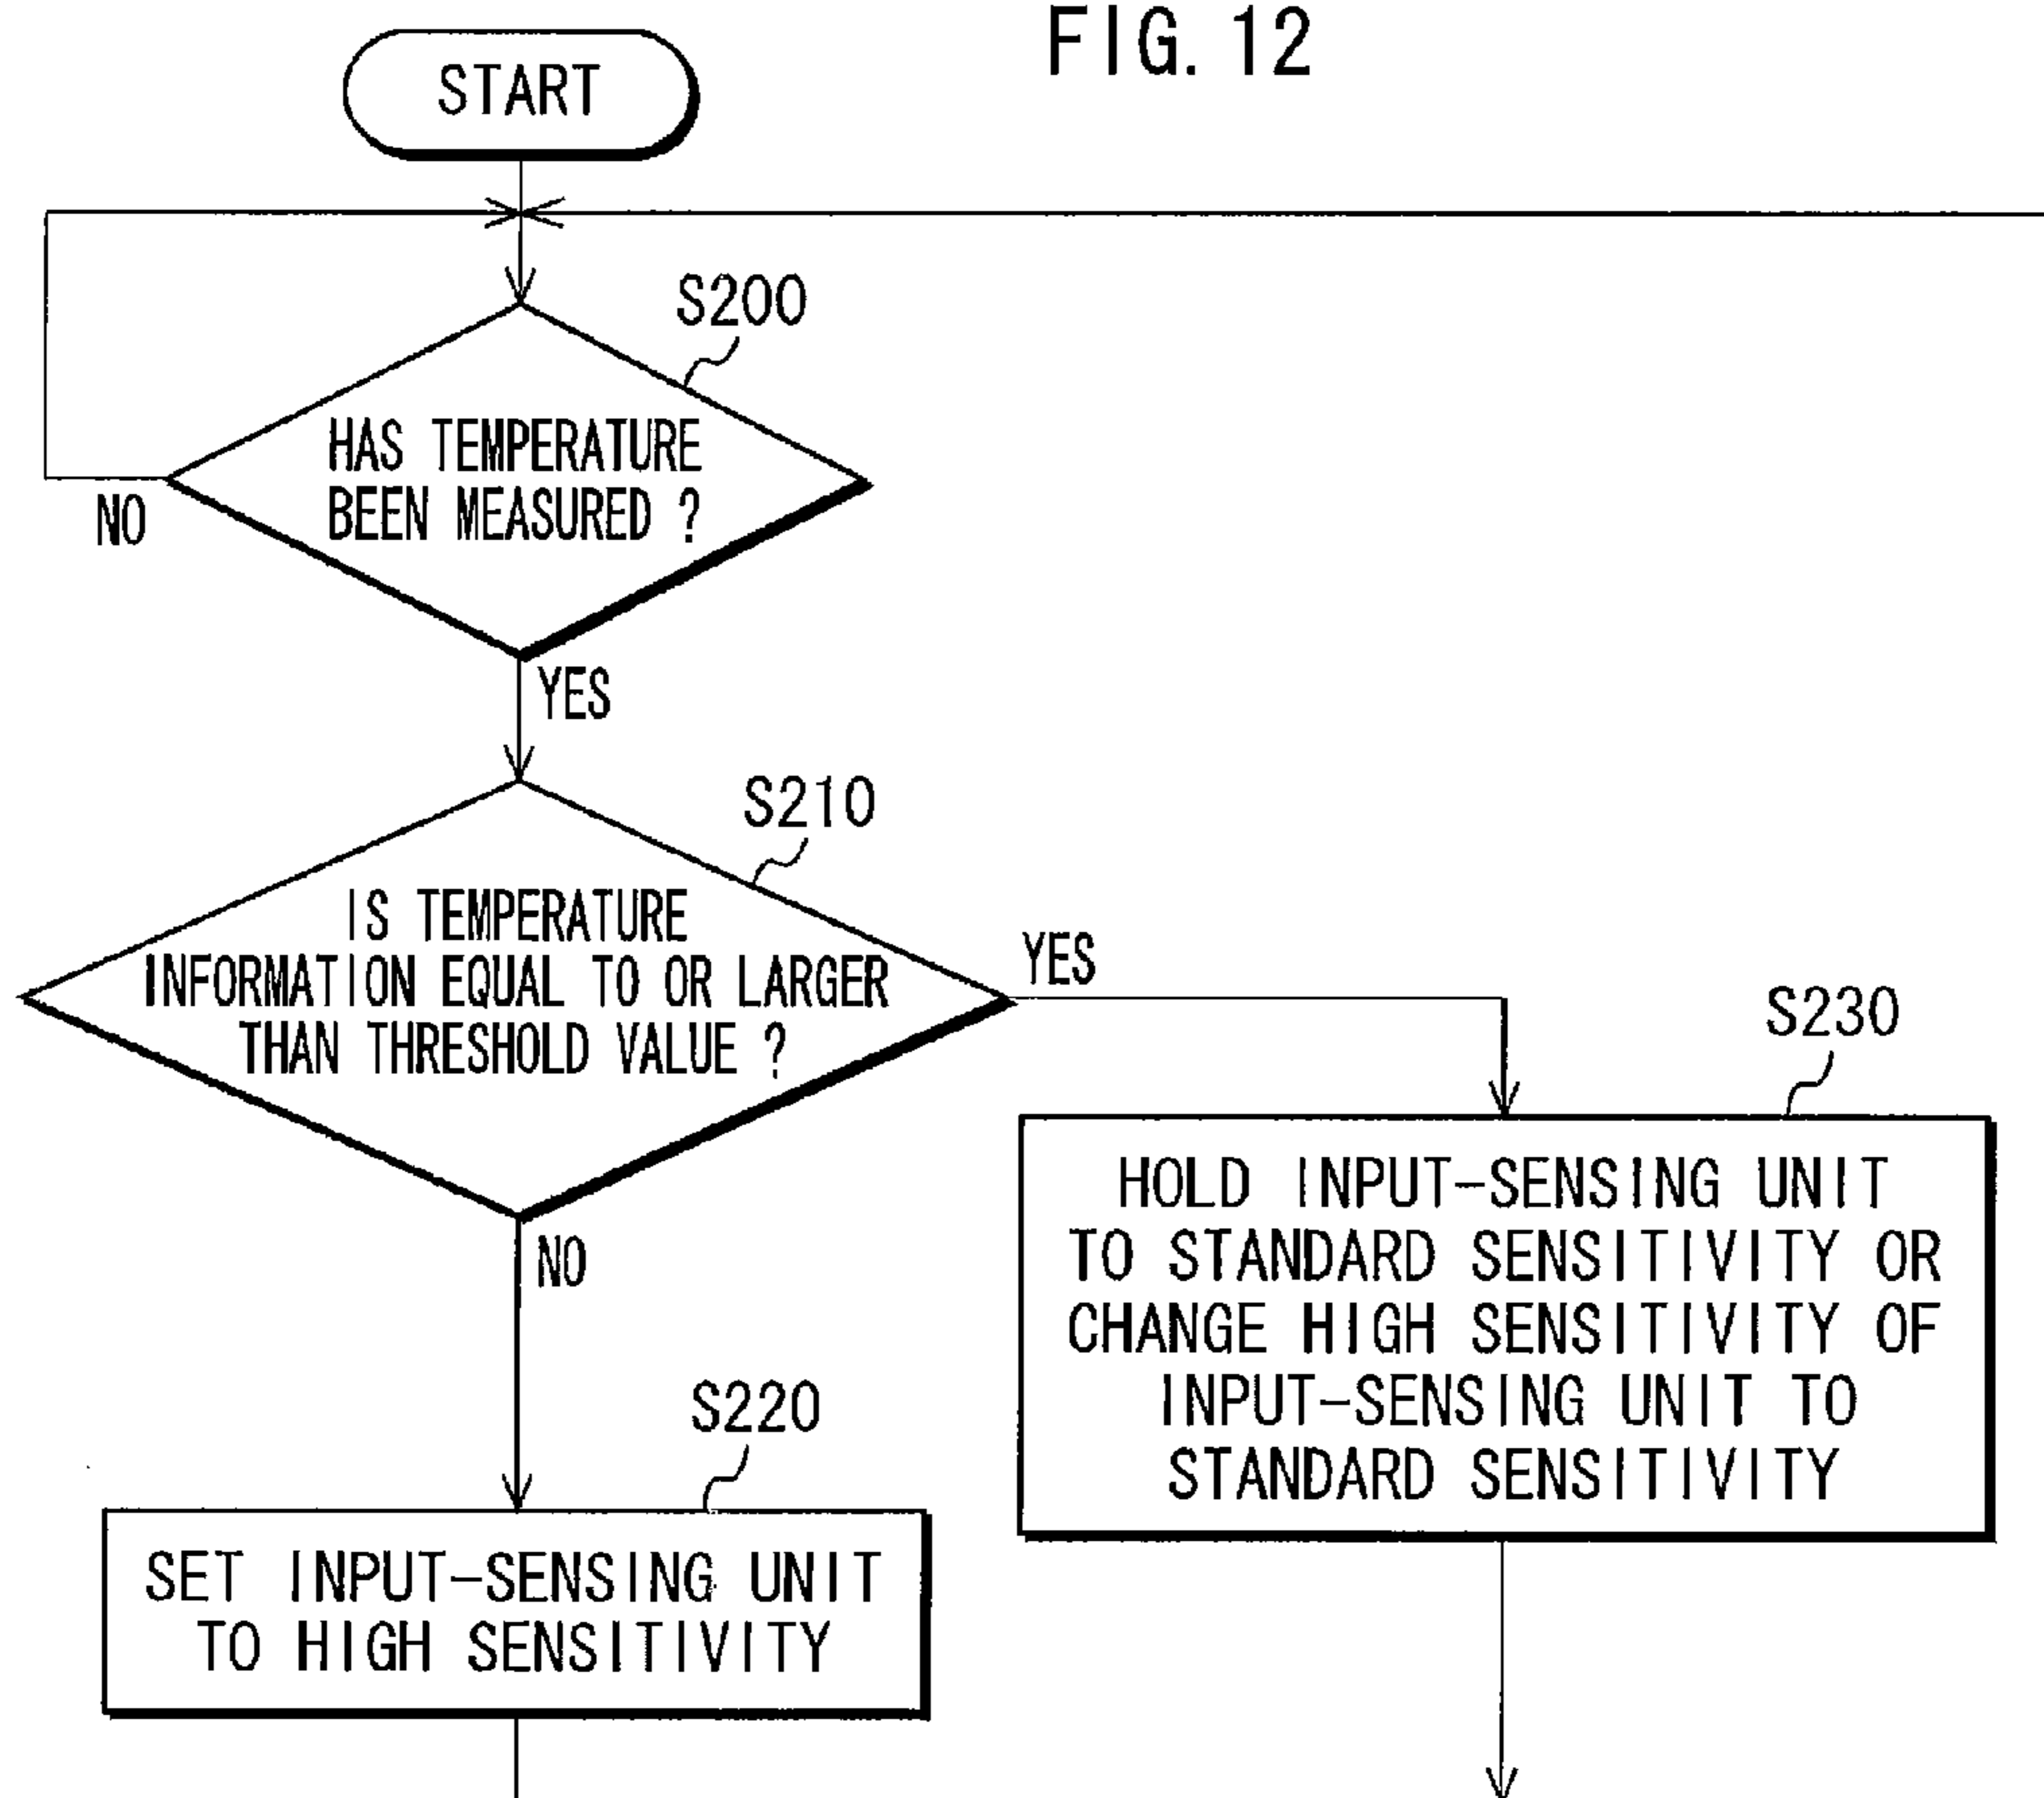 FIG. 12
START
S200
HAS TEMPERATURE
BEEN MEASURED ?
NO
YES
S210
IS TEMPERATURE
INFORMATION EQUAL TO OR LARGER
THAN THRESHOLD VALUE ?
YES
NO
S230
HOLD INPUT-SENSING UNIT
TO STANDARD SENSITIVITY OR
CHANGE HIGH SENSITIVITY OF
INPUT-SENSING UNIT TO
STANDARD SENSITIVITY
S220
SET INPUT-SENSING UNIT
TO HIGH SENSITIVITY